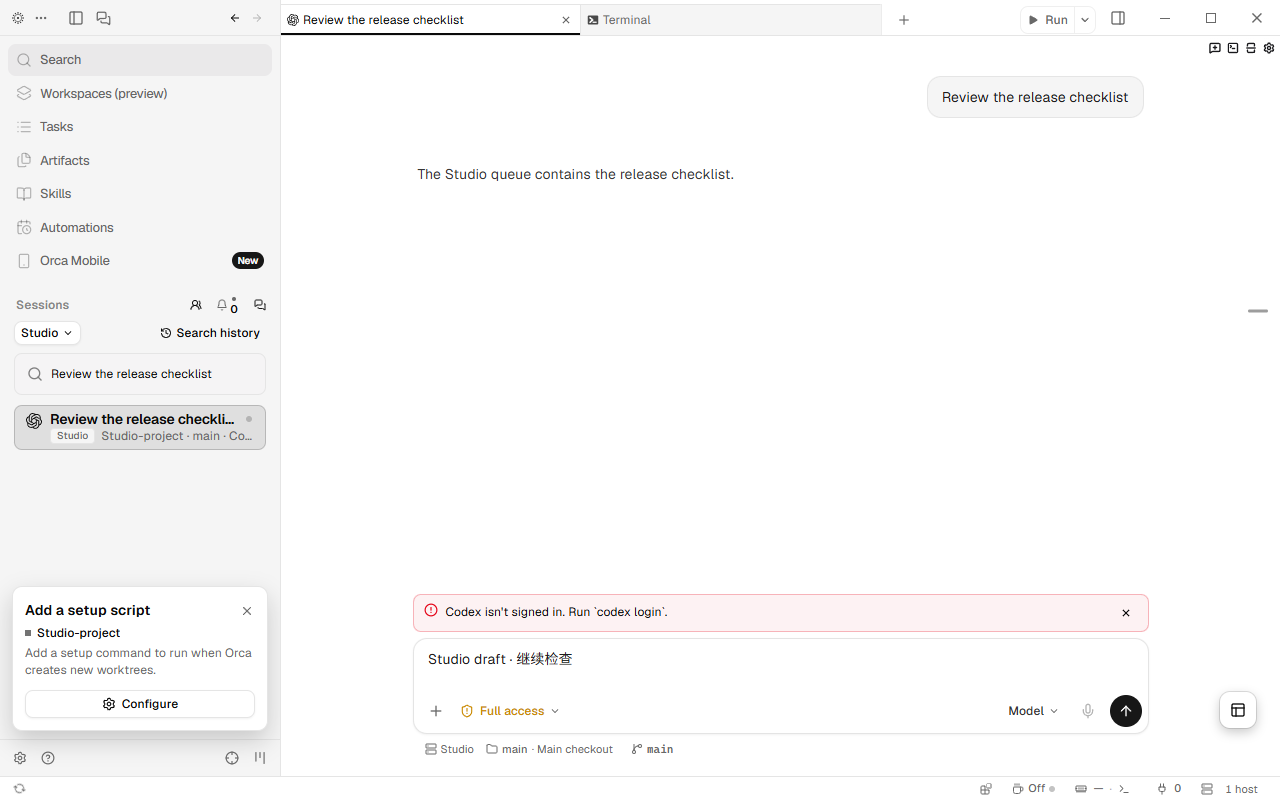 Review the release checklist
Terminal
Run
Search
Workspaces (preview)
Tasks
Artifacts
Skills
Automations
Orca Mobile
New
Sessions
0
Studio
Search history
Review the release checklist
Review the release checkli...
Studio
Studio-project · main · Co...
Add a setup script
Studio-project
Add a setup command to run when Orca
creates new worktrees.
Configure
Review the release checklist
The Studio queue contains the release checklist.
Codex isn't signed in. Run `codex login`.
Studio draft · 继续检查
Full access
Model
Studio
main · Main checkout
main
Off
0
1 host